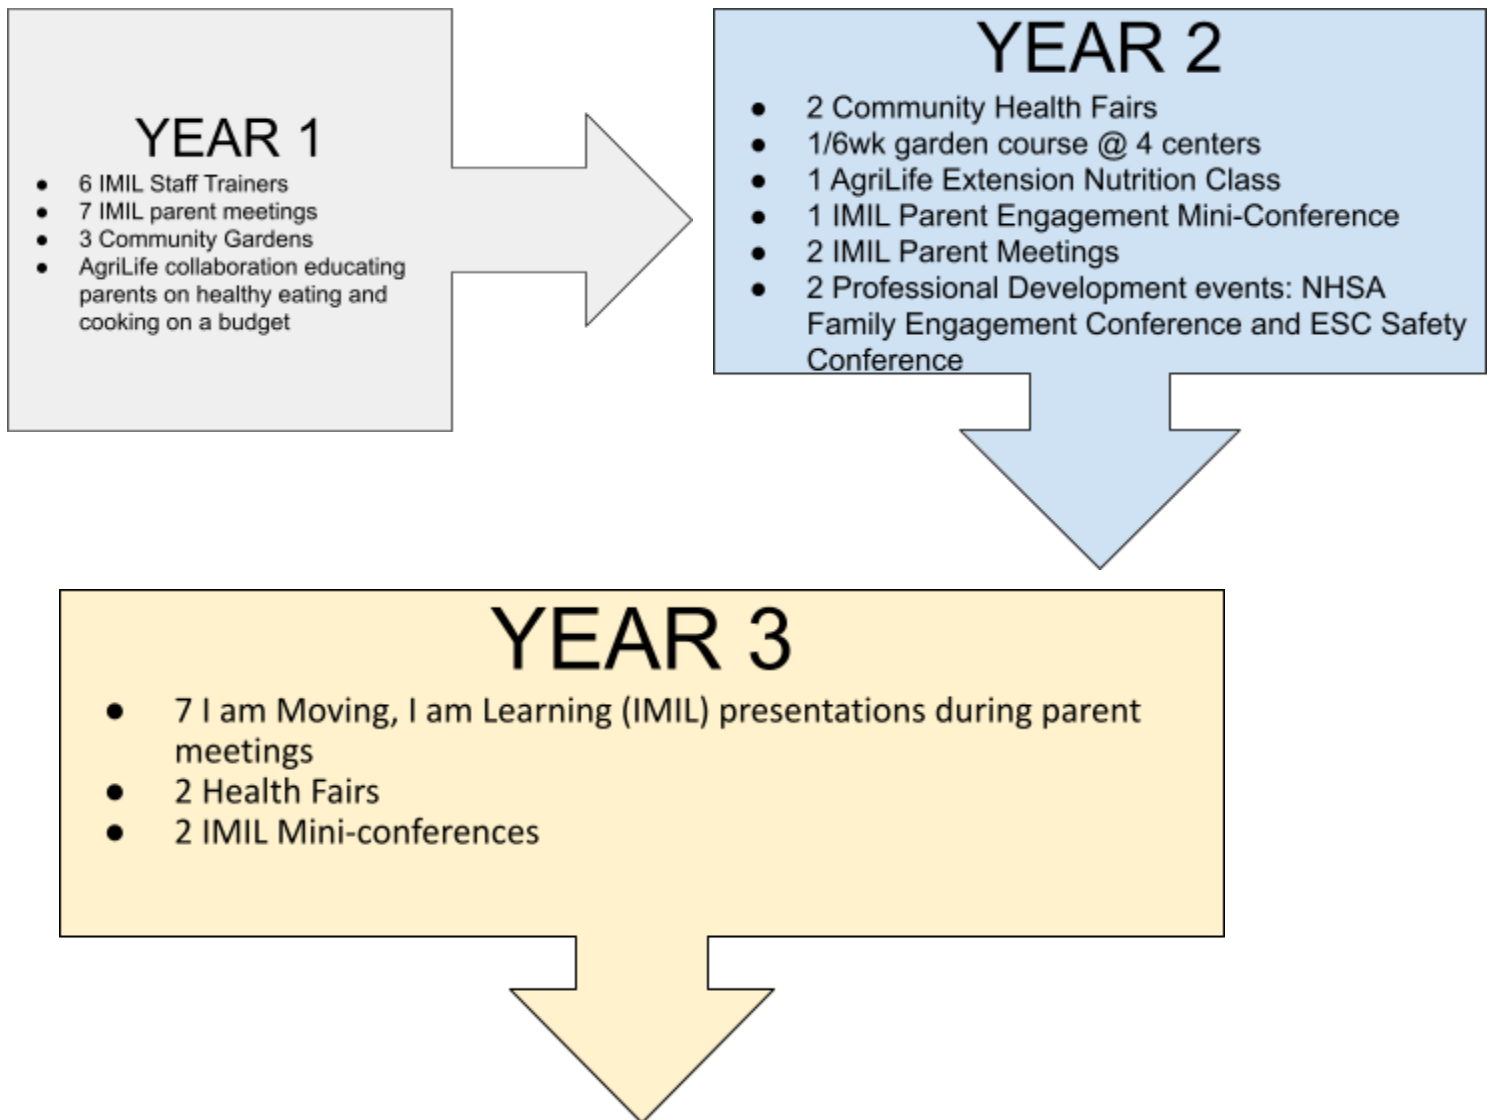 YEAR 1
● 6 IMIL Staff Trainers
● 7 IMIL parent meetings
● 3 Community Gardens
● AgriLife collaboration educating
parents on healthy eating and
cooking on a budget
YEAR 2
● 2 Community Health Fairs
● 1/6wk garden course @ 4 centers
● 1 AgriLife Extension Nutrition Class
● 1 IMIL Parent Engagement Mini-Conference
● 2 IMIL Parent Meetings
● 2 Professional Development events: NHSA
Family Engagement Conference and ESC Safety
Conference
YEAR 3
● 7 I am Moving, I am Learning (IMIL) presentations during parent
meetings
● 2 Health Fairs
● 2 IMIL Mini-conferences